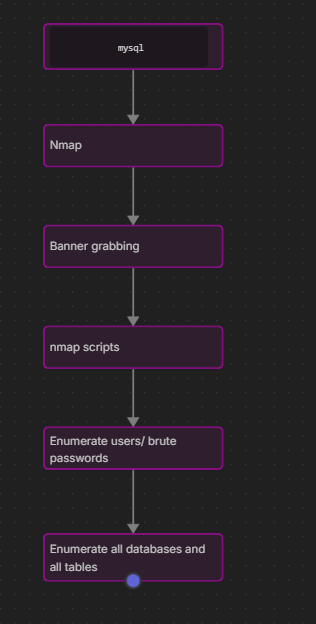 mysql
Nmap
Banner grabbing
nmap scripts
Enumerate users/ brute
passwords
Enumerate all databases and
all tables